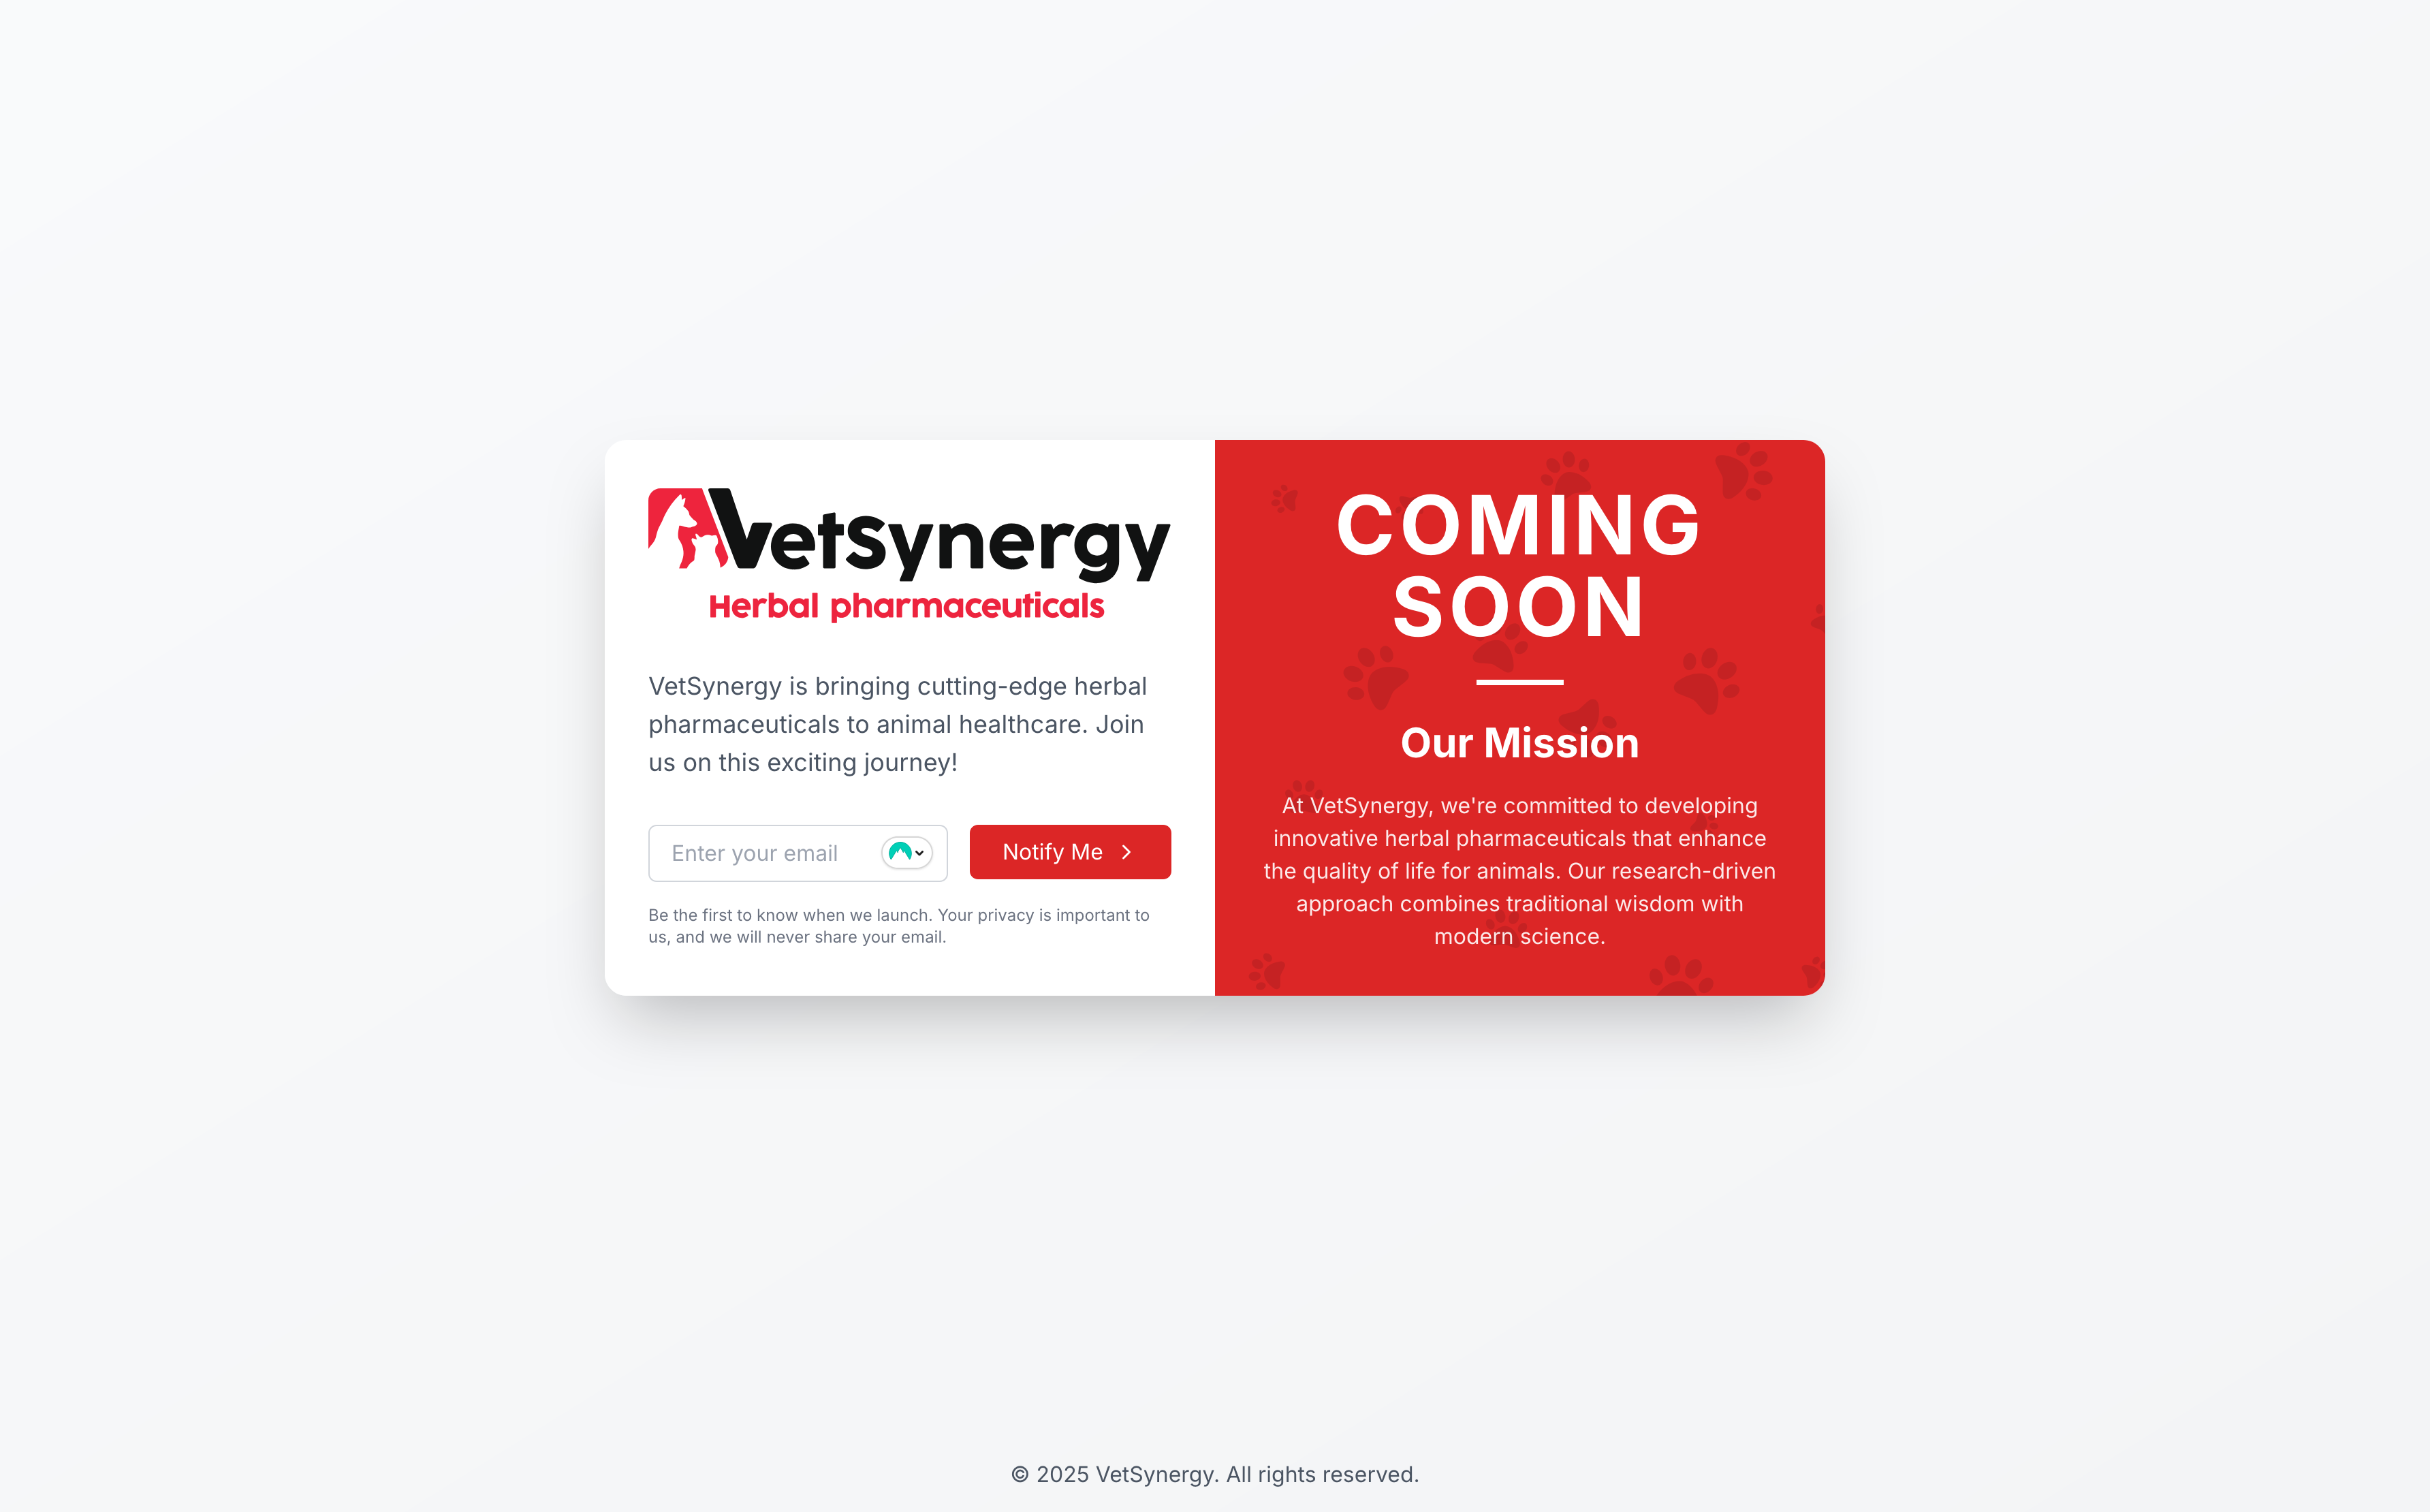 VetSynergy
Herbal pharmaceuticals
VetSynergy is bringing cutting-edge herbal
pharmaceuticals to animal healthcare. Join
us on this exciting journey!
Enter your email
Notify Me
Be the first to know when we launch. Your privacy is important to
us, and we will never share your email.
COMING
SOON
Our Mission
At VetSynergy, we're committed to developing
innovative herbal pharmaceuticals that enhance
the quality of life for animals. Our research-driven
approach combines traditional wisdom with
modern science.
© 2025 VetSynergy. All rights reserved.